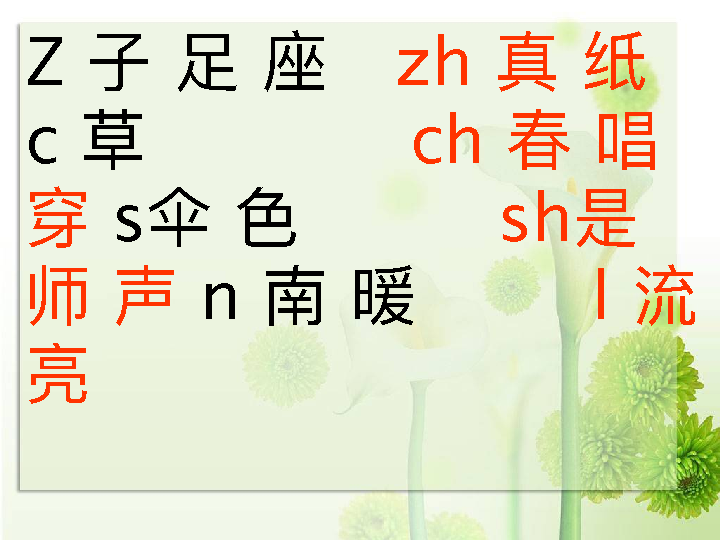 Z 子 足 座 zh 真 纸
c 草 ch 春 唱
穿 s伞 色 sh是
师 声 n 南 暖 l 流
亮